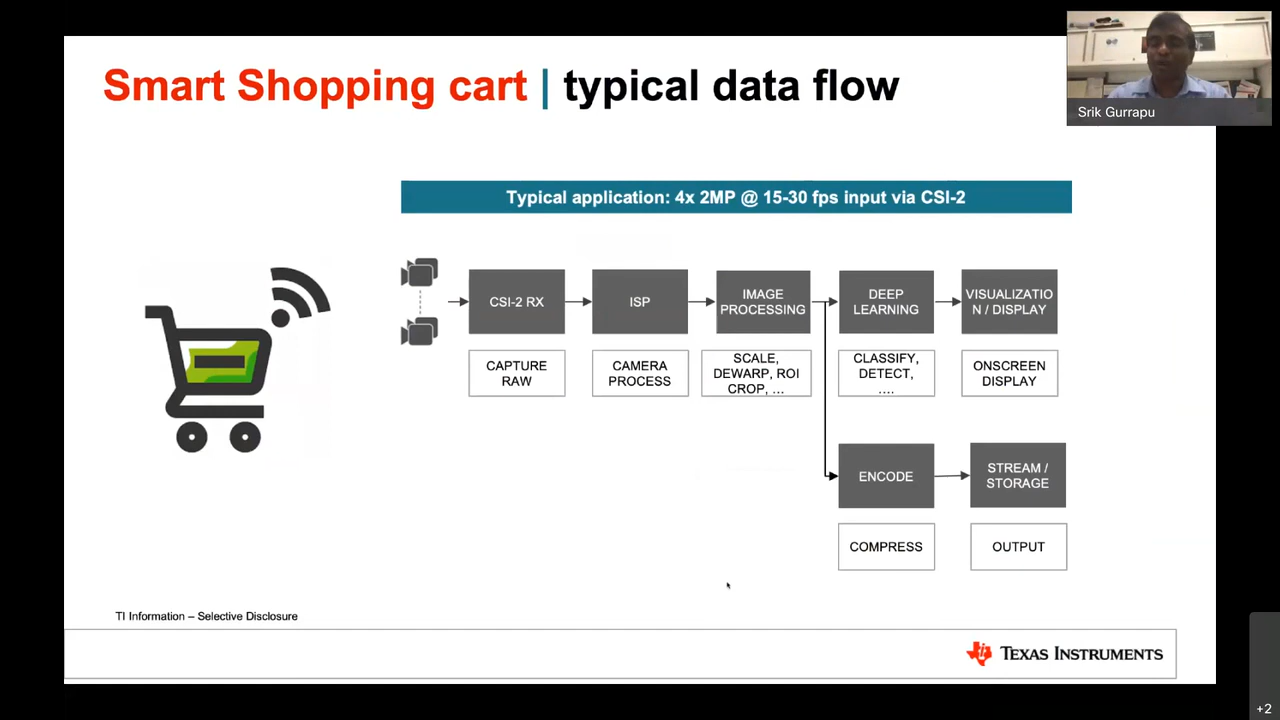 Smart Shopping cart | typical data flow
Srik Gurrapu
Typical application: 4x 2MP @ 15-30 fps input via CSI-2
CSI-2 RX
ISP
IMAGE
PROCESSING
DEEP
LEARNING
VISUALIZATIO
N / DISPLAY
CAPTURE
RAW
CAMERA
PROCESS
SCALE,
DEWARP, ROI
CROP, ...
CLASSIFY,
DETECT,
....
ONSCREEN
DISPLAY
ENCODE
STREAM /
STORAGE
COMPRESS
OUTPUT
TI Information – Selective Disclosure
TEXAS INSTRUMENTS
+2